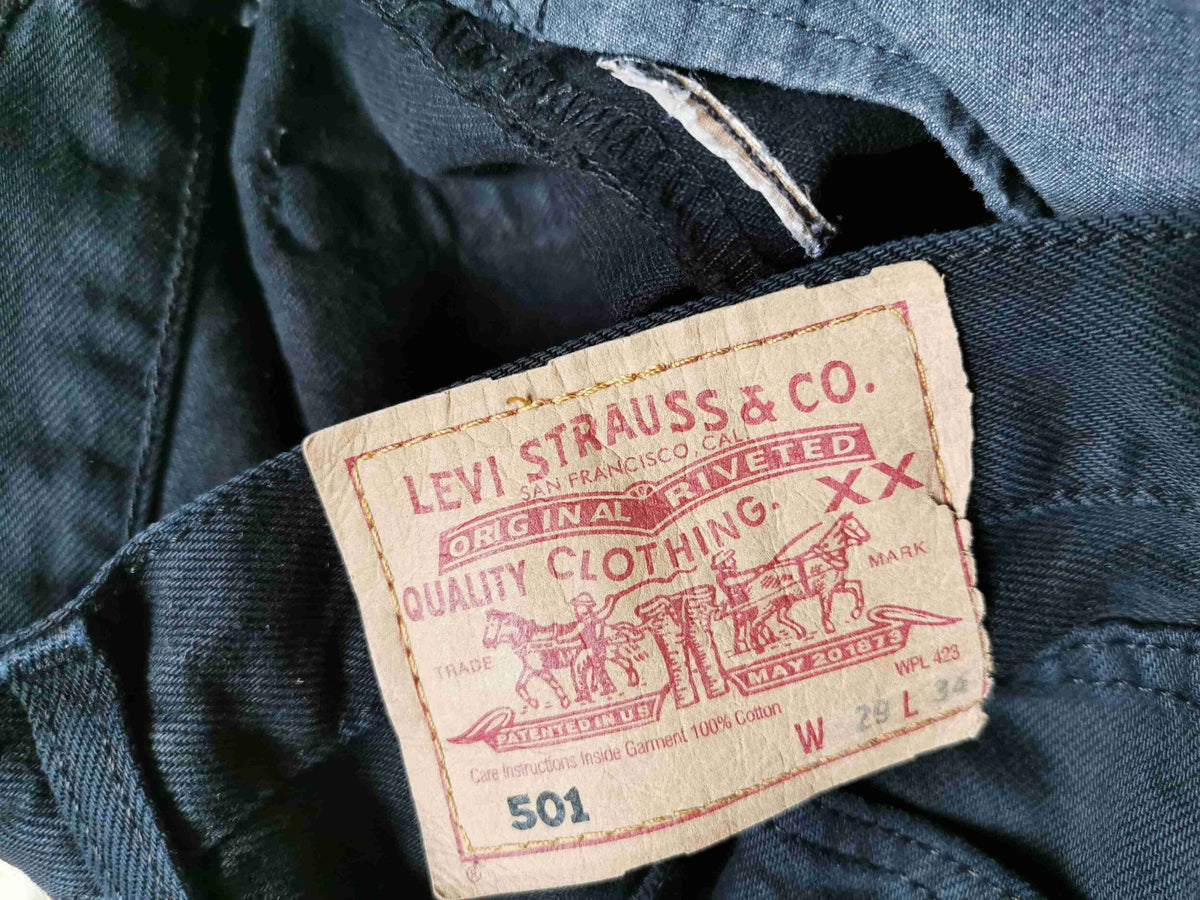 LEVI STRAUSS & CO.
SAN FRANCISCO, CAL.
ORIGINAL RIVETED
QUALITY CLOTHING. XX
TRADE MARK
PATENTED IN U.S. MAY 20 1873
WPL 423
Care Instructions Inside Garment 100% Cotton
W 29 L 34
501
®